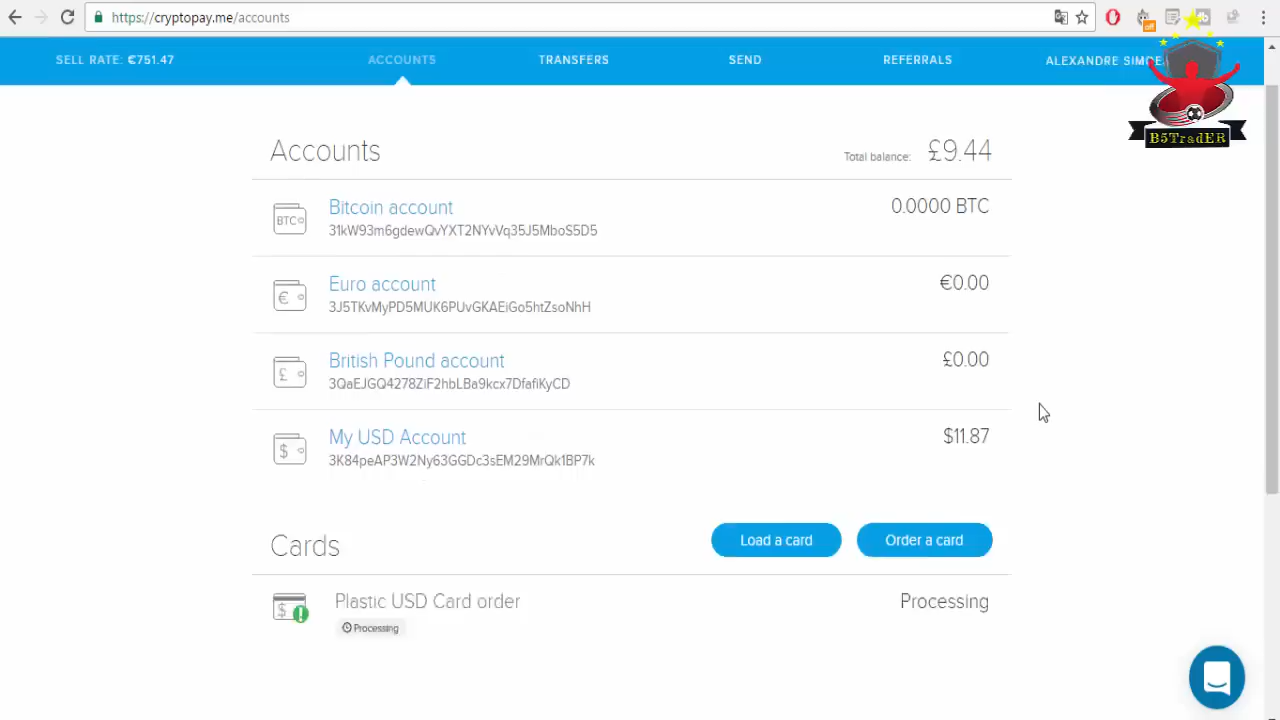 https://cryptopay.me/accounts
SELL RATE: €751.47
ACCOUNTS
TRANSFERS
SEND
REFERRALS
ALEXANDRE
B5TradER
Accounts
Total balance: £9.44
BTC
Bitcoin account
0.0000 BTC
31kW93m6gdewQvYXT2NYvVq35J5MboS5D5
€
Euro account
€0.00
3J5TKvMyPD5MUK6PUvGKAEiGo5htZsoNhH
£
British Pound account
£0.00
3QaEJGQ4278ZiF2hbLBa9kcx7DfafiKyCD
$
My USD Account
$11.87
3K84peAP3W2Ny63GGDc3sEM29MrQk1BP7k
Cards
Load a card
Order a card
$
Plastic USD Card order
Processing
Processing